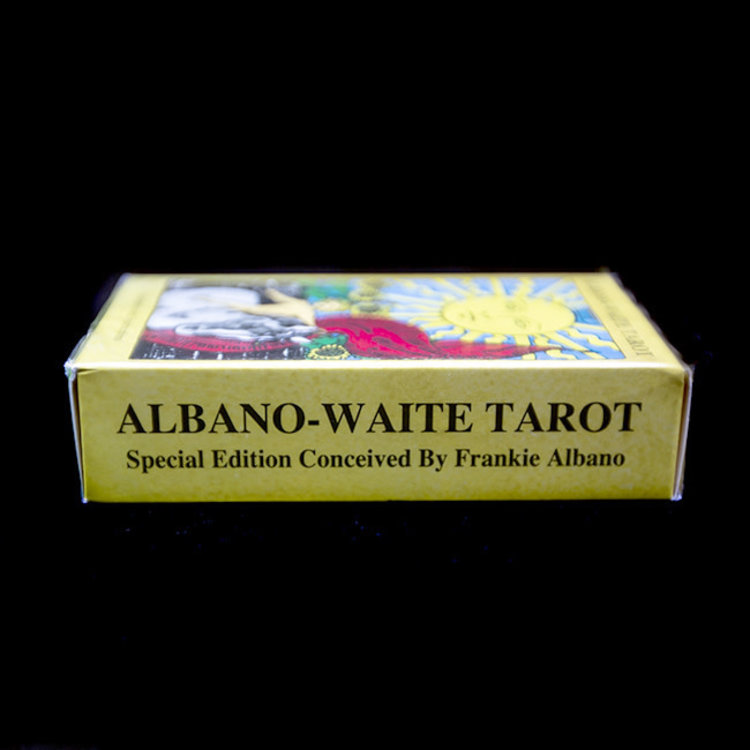 ALBANO-WAITE TAROT
Special Edition Conceived By Frankie Albano